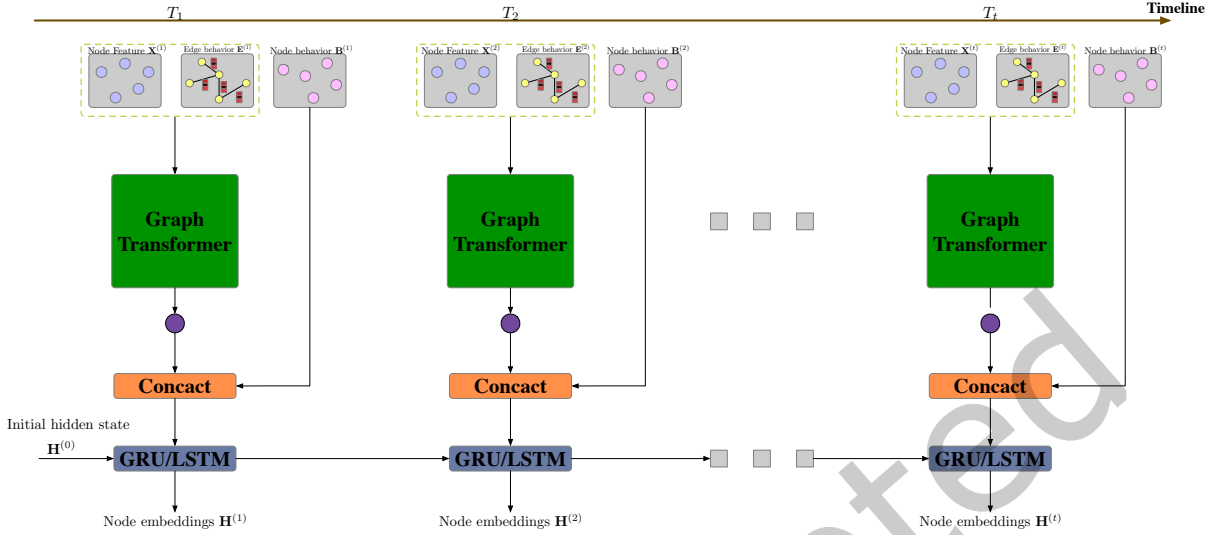 T₁ T₂ Tₜ Timeline
Node Feature X⁽¹⁾ Edge behavior E⁽¹⁾ Node behavior B⁽¹⁾ Node Feature X⁽²⁾ Edge behavior E⁽²⁾ Node behavior B⁽²⁾ Node Feature X⁽ᵗ⁾ Edge behavior E⁽ᵗ⁾ Node behavior B⁽ᵗ⁾
Graph
Transformer
Graph
Transformer
Graph
Transformer
Concact Concact Concact
Initial hidden state
H⁽⁰⁾
GRU/LSTM GRU/LSTM GRU/LSTM
Node embeddings H⁽¹⁾ Node embeddings H⁽²⁾ Node embeddings H⁽ᵗ⁾